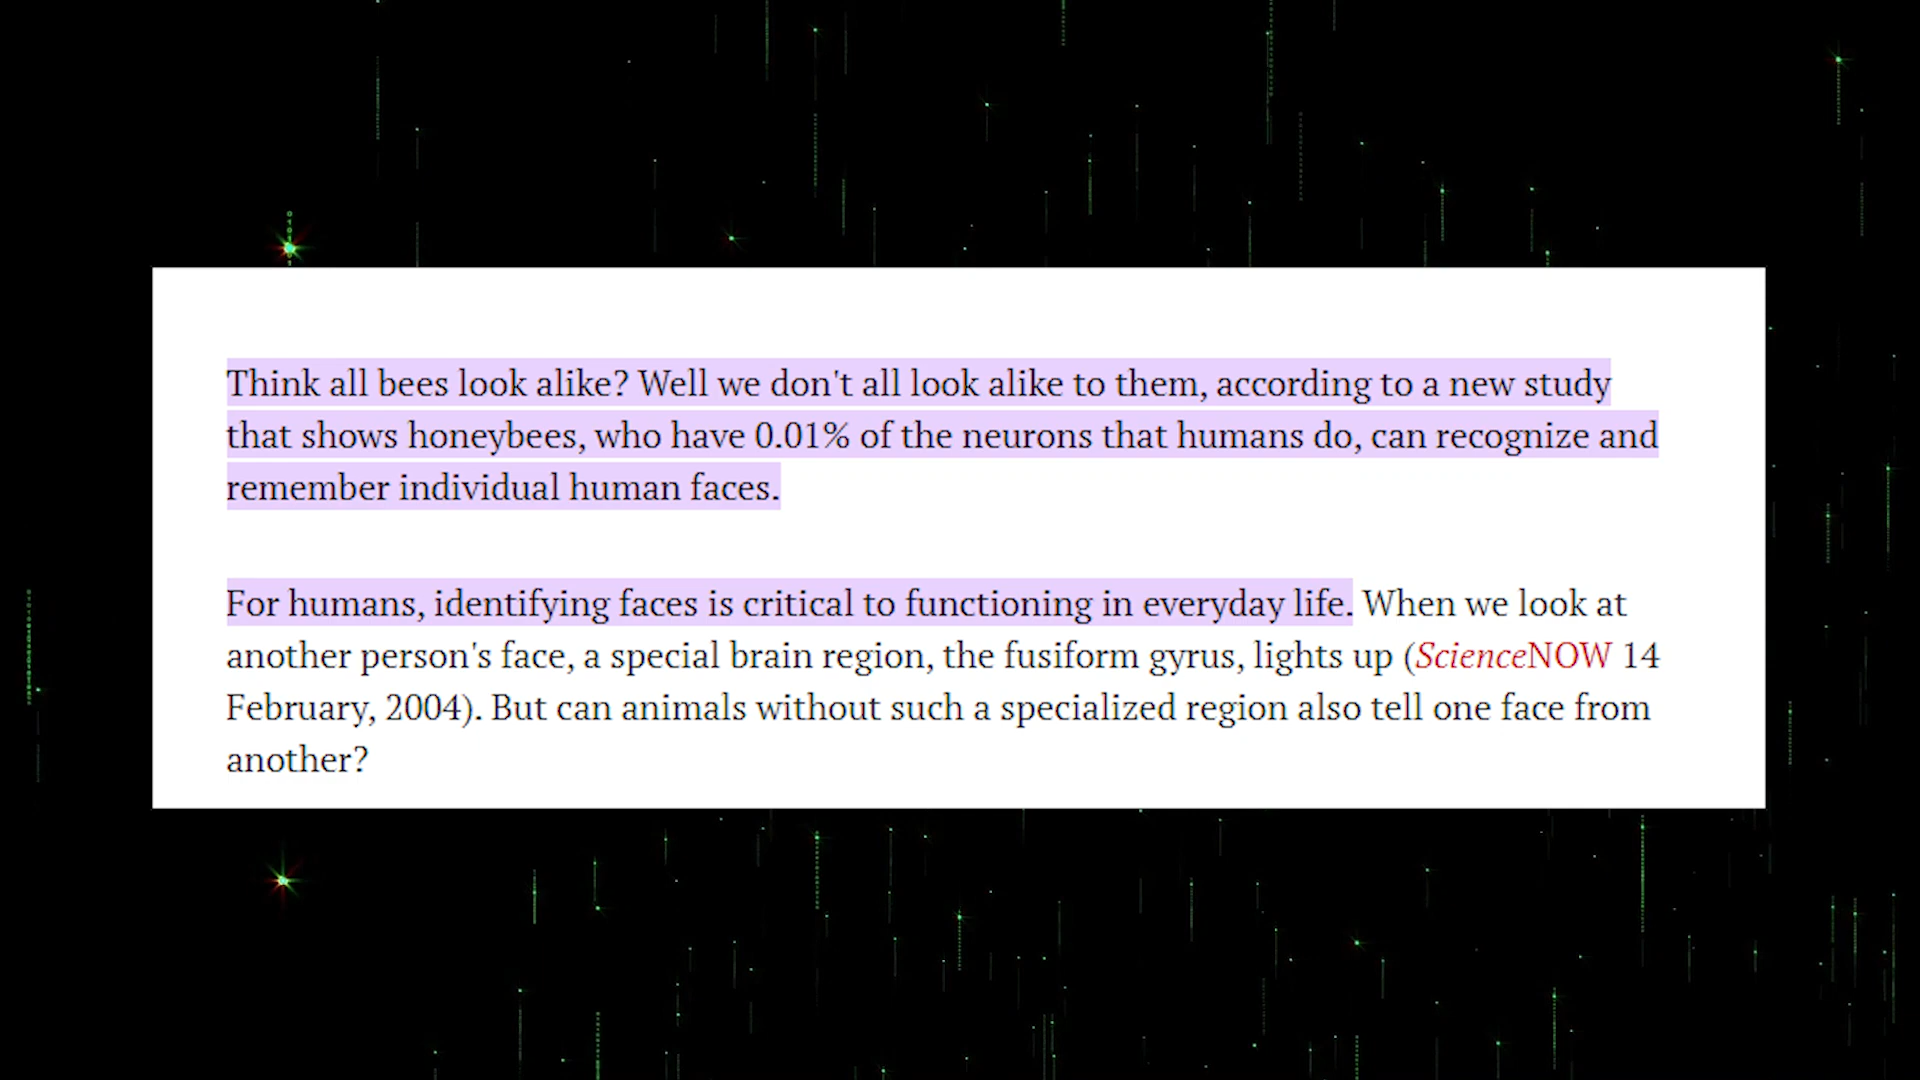 Think all bees look alike? Well we don't all look alike to them, according to a new study
that shows honeybees, who have 0.01% of the neurons that humans do, can recognize and
remember individual human faces.
For humans, identifying faces is critical to functioning in everyday life. When we look at
another person's face, a special brain region, the fusiform gyrus, lights up (ScienceNOW 14
February, 2004). But can animals without such a specialized region also tell one face from
another?